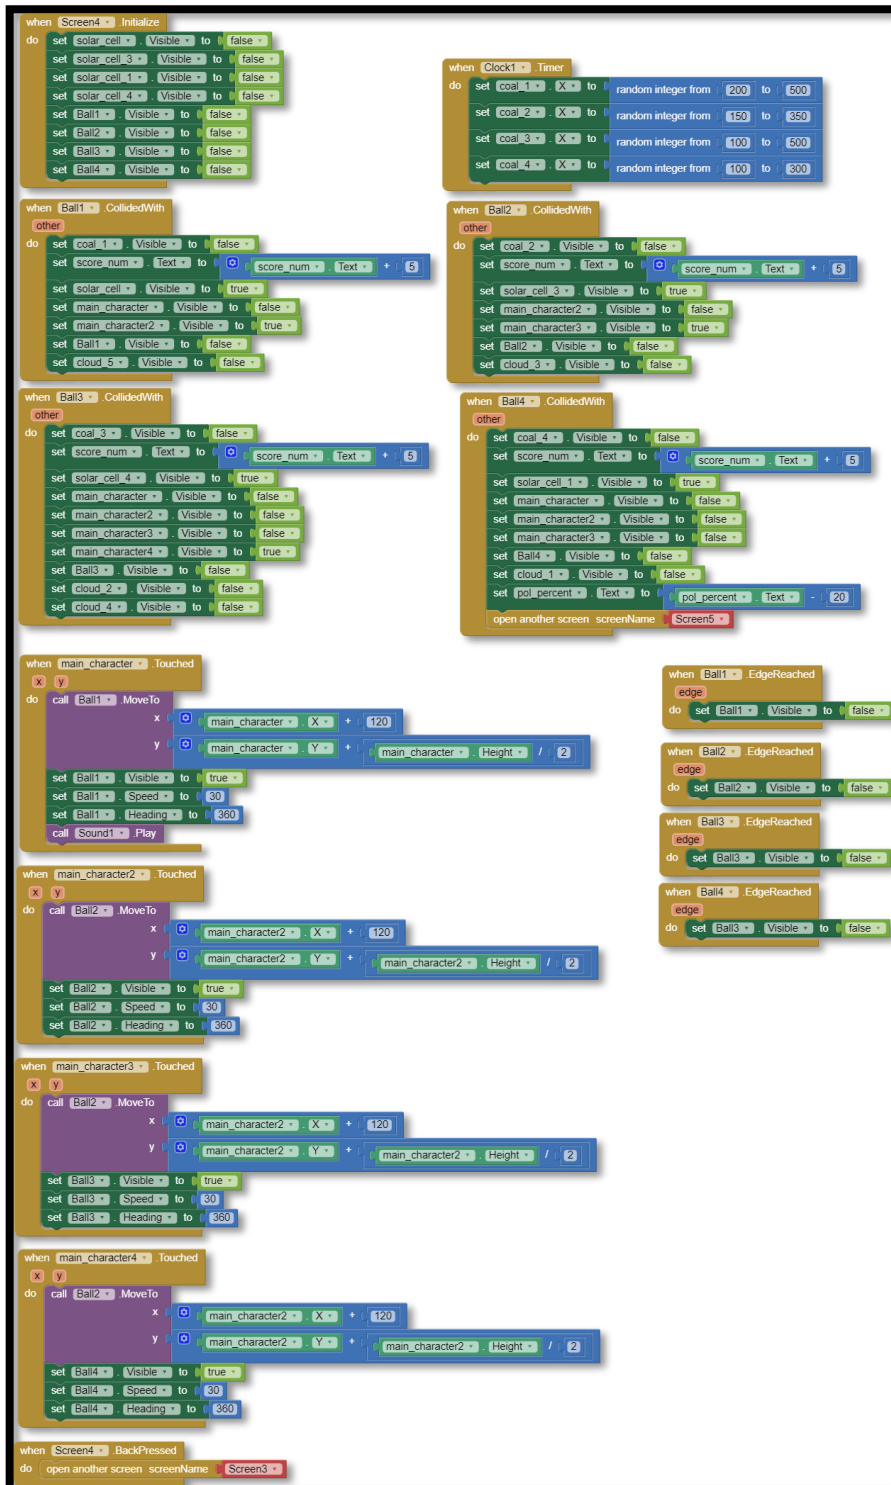 when Screen4 .Initialize
do set solar_cell . Visible to false
set solar_cell_3 . Visible to false
set solar_cell_1 . Visible to false
set solar_cell_4 . Visible to false
set Ball1 . Visible to false
set Ball2 . Visible to false
set Ball3 . Visible to false
set Ball4 . Visible to false
when Clock1 .Timer
do set coal_1 . X to random integer from 200 to 500
set coal_2 . X to random integer from 150 to 350
set coal_3 . X to random integer from 100 to 500
set coal_4 . X to random integer from 100 to 300
when Ball1 .CollidedWith
other
do set coal_1 . Visible to false
set score_num . Text to score_num . Text + 5
set solar_cell . Visible to true
set main_character . Visible to false
set main_character2 . Visible to true
set Ball1 . Visible to false
set cloud_5 . Visible to false
when Ball2 .CollidedWith
other
do set coal_2 . Visible to false
set score_num . Text to score_num . Text + 5
set solar_cell_3 . Visible to true
set main_character2 . Visible to false
set main_character3 . Visible to true
set Ball2 . Visible to false
set cloud_3 . Visible to false
when Ball3 .CollidedWith
other
do set coal_3 . Visible to false
set score_num . Text to score_num . Text + 5
set solar_cell_4 . Visible to true
set main_character . Visible to false
set main_character2 . Visible to false
set main_character3 . Visible to false
set main_character4 . Visible to true
set Ball3 . Visible to false
set cloud_2 . Visible to false
set cloud_4 . Visible to false
when Ball4 .CollidedWith
other
do set coal_4 . Visible to false
set score_num . Text to score_num . Text + 5
set solar_cell_1 . Visible to true
set main_character . Visible to false
set main_character2 . Visible to false
set main_character3 . Visible to false
set Ball4 . Visible to false
set cloud_1 . Visible to false
set pol_percent . Text to pol_percent . Text - 20
open another screen screenName Screen5
when main_character .Touched
x y
do call Ball1 .MoveTo
x main_character . X + 120
y main_character . Y + main_character . Height / 2
set Ball1 . Visible to true
set Ball1 . Speed to 30
set Ball1 . Heading to 360
call Sound1 .Play
when Ball1 .EdgeReached
edge
do set Ball1 . Visible to false
when Ball2 .EdgeReached
edge
do set Ball2 . Visible to false
when Ball3 .EdgeReached
edge
do set Ball3 . Visible to false
when Ball4 .EdgeReached
edge
do set Ball3 . Visible to false
when main_character2 .Touched
x y
do call Ball2 .MoveTo
x main_character2 . X + 120
y main_character2 . Y + main_character2 . Height / 2
set Ball2 . Visible to true
set Ball2 . Speed to 30
set Ball2 . Heading to 360
when main_character3 .Touched
x y
do call Ball2 .MoveTo
x main_character2 . X + 120
y main_character2 . Y + main_character2 . Height / 2
set Ball3 . Visible to true
set Ball3 . Speed to 30
set Ball3 . Heading to 360
when main_character4 .Touched
x y
do call Ball2 .MoveTo
x main_character2 . X + 120
y main_character2 . Y + main_character2 . Height / 2
set Ball4 . Visible to true
set Ball4 . Speed to 30
set Ball4 . Heading to 360
when Screen4 .BackPressed
do open another screen screenName Screen3